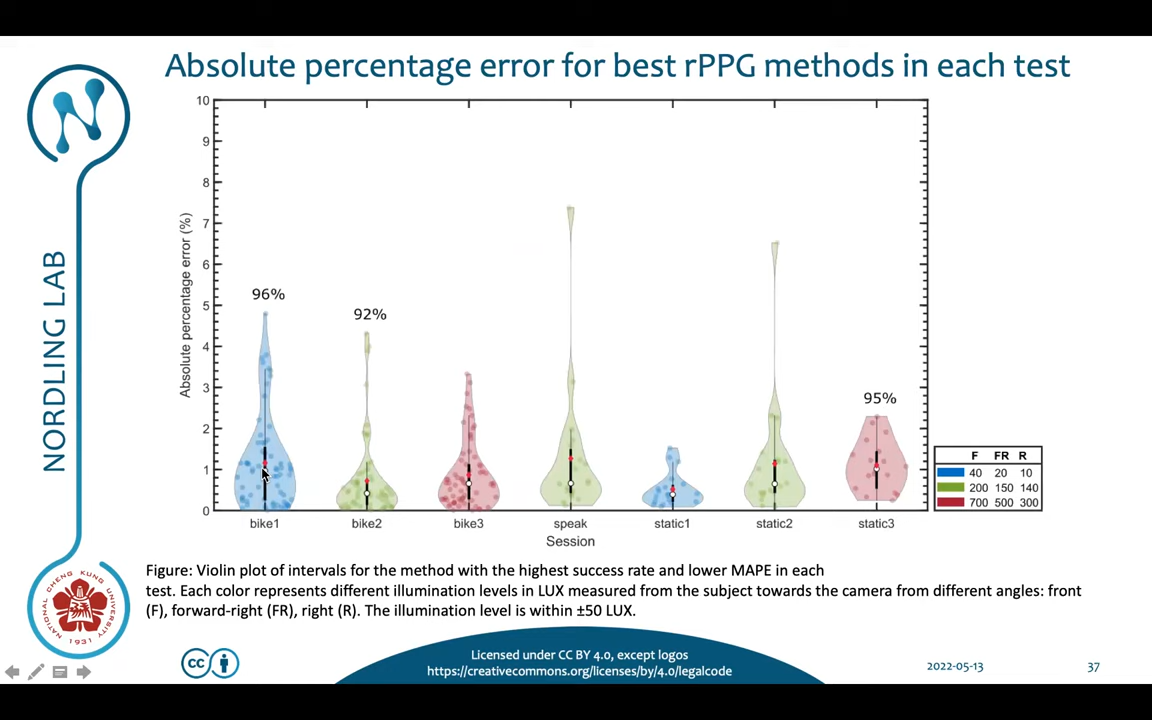 Absolute percentage error for best rPPG methods in each test
NORDLING LAB
10
9
8
7
6
5
4
3
2
1
0
Absolute percentage error (%)
96%
92%
95%
bike1 bike2 bike3 speak static1 static2 static3
Session
F FR R
40 20 10
200 150 140
700 500 300
Figure: Violin plot of intervals for the method with the highest success rate and lower MAPE in each
test. Each color represents different illumination levels in LUX measured from the subject towards the camera from different angles: front
(F), forward-right (FR), right (R). The illumination level is within ±50 LUX.
NATIONAL CHENG KUNG UNIVERSITY
1931
cc
Licensed under CC BY 4.0, except logos
https://creativecommons.org/licenses/by/4.0/legalcode
2022-05-13
37